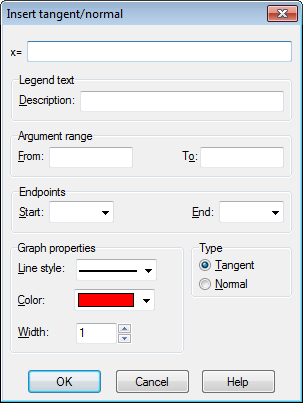 Insert tangent/normal
x=
Legend text
Description:
Argument range
From: To:
Endpoints
Start: End:
Graph properties Type
Line style: Tangent
Color: Normal
Width: 1
OK Cancel Help